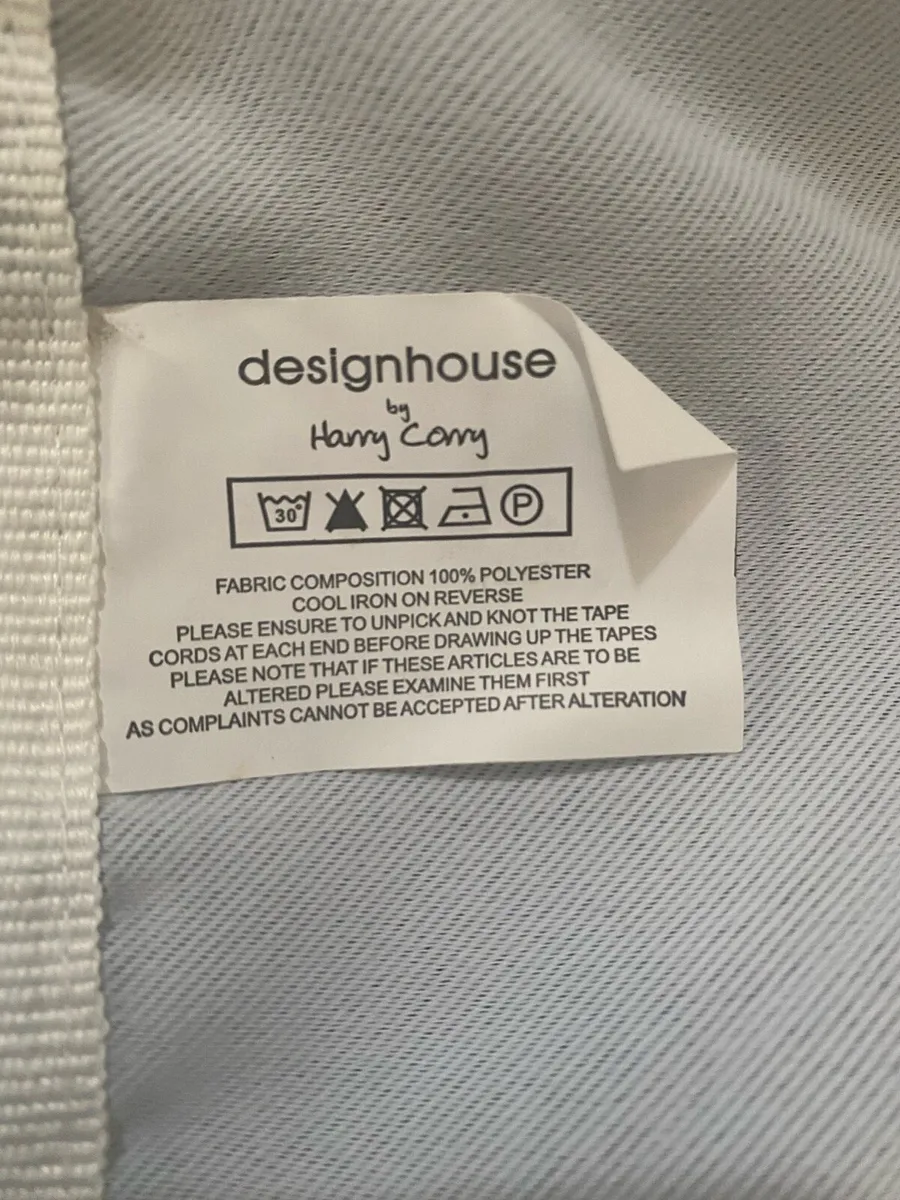 designhouse
by
Harry Corry
30°
P
FABRIC COMPOSITION 100% POLYESTER
COOL IRON ON REVERSE
PLEASE ENSURE TO UNPICK AND KNOT THE TAPE
CORDS AT EACH END BEFORE DRAWING UP THE TAPES
PLEASE NOTE THAT IF THESE ARTICLES ARE TO BE
ALTERED PLEASE EXAMINE THEM FIRST
AS COMPLAINTS CANNOT BE ACCEPTED AFTER ALTERATION